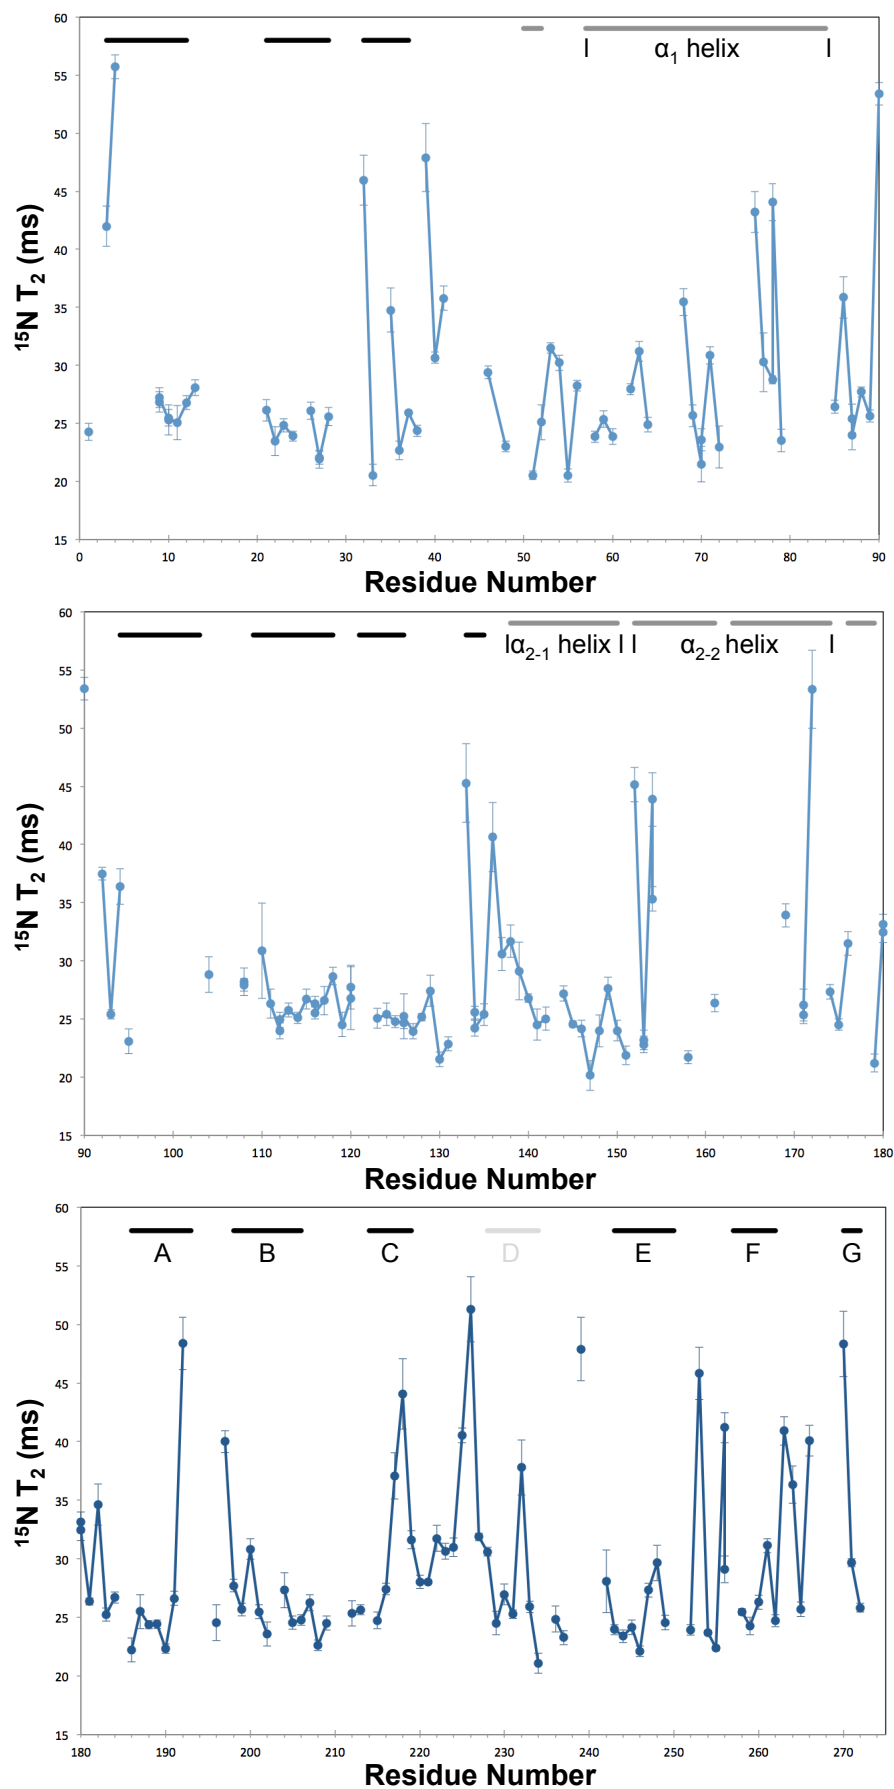 60
55
50
45
40
35
30
25
20
15
¹⁵N T₂ (ms)
I α₁ helix I
0 10 20 30 40 50 60 70 80 90
Residue Number
60
55
50
45
40
35
30
25
20
15
¹⁵N T₂ (ms)
Iα₂₋₁ helix I I α₂₋₂ helix I
90 100 110 120 130 140 150 160 170 180
Residue Number
60
55
50
45
40
35
30
25
20
15
¹⁵N T₂ (ms)
A B C D E F G
180 190 200 210 220 230 240 250 260 270
Residue Number